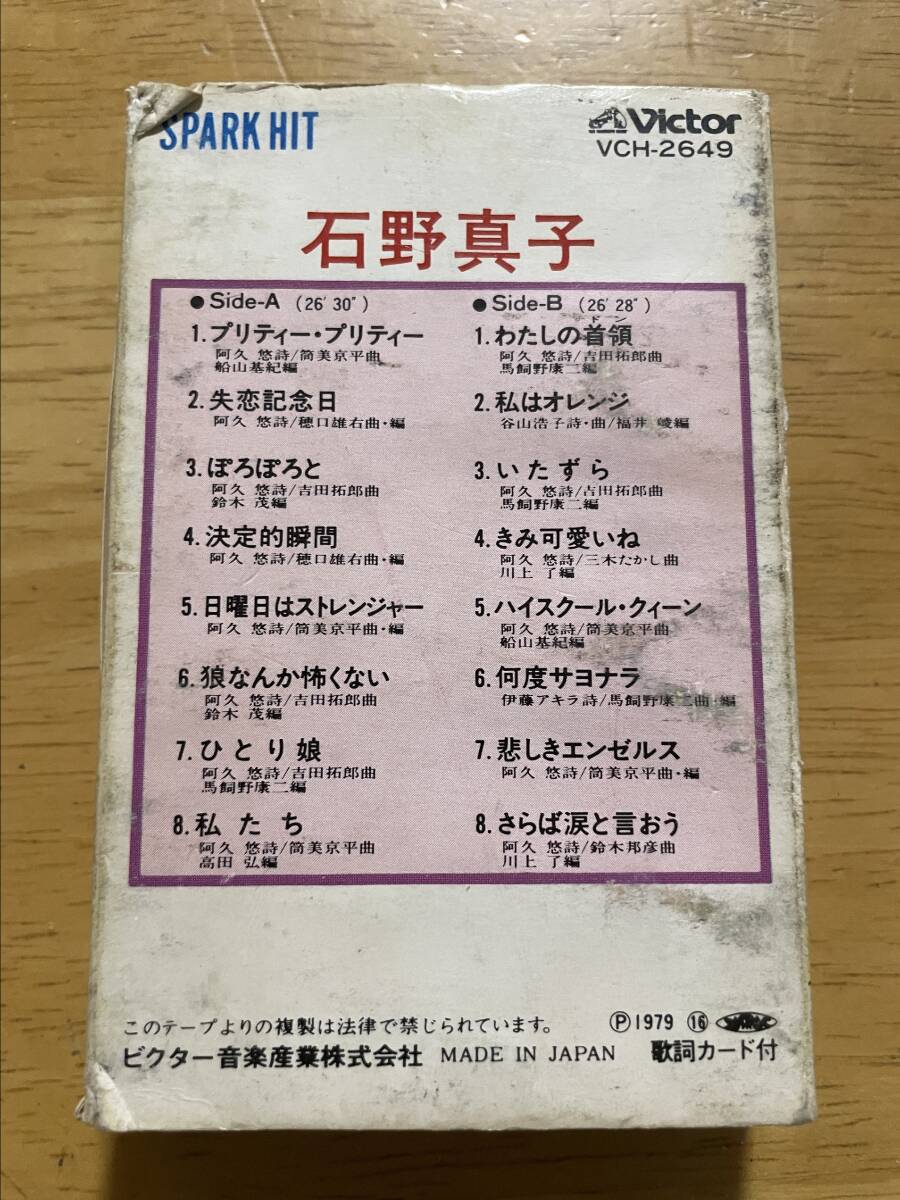 SPARK HIT
Victor
VCH-2649
石野真子
●Side-A (26′30″)
1.プリティー・プリティー
阿久 悠詩/筒美京平曲
船山基紀編
2.失恋記念日
阿久 悠詩/穂口雄右曲・編
3.ぽろぽろと
阿久 悠詩/吉田拓郎曲
鈴木 茂編
4.決定的瞬間
阿久 悠詩/穂口雄右曲・編
5.日曜日はストレンジャー
阿久 悠詩/筒美京平曲・編
6.狼なんか怖くない
阿久 悠詩/吉田拓郎曲
鈴木 茂編
7.ひとり娘
阿久 悠詩/吉田拓郎曲
馬飼野康二編
8.私たち
阿久 悠詩/筒美京平曲
高田 弘編
●Side-B (26′28″)
ドン
1.わたしの首領
阿久 悠詩/吉田拓郎曲
馬飼野康二編
2.私はオレンジ
谷山浩子詩・曲/福井 崚編
3.いたずら
阿久 悠詩/吉田拓郎曲
馬飼野康二編
4.きみ可愛いね
阿久 悠詩/三木たかし曲
川上 了編
5.ハイスクール・クィーン
阿久 悠詩/筒美京平曲
船山基紀編
6.何度サヨナラ
伊藤アキラ詩/馬飼野康二曲・編
7.悲しきエンゼルス
阿久 悠詩/筒美京平曲・編
8.さらば涙と言おう
阿久 悠詩/鈴木邦彦曲
川上 了編
このテープよりの複製は法律で禁じられています。 Ⓟ1979 ⑯
ビクター音楽産業株式会社 MADE IN JAPAN 歌詞カード付